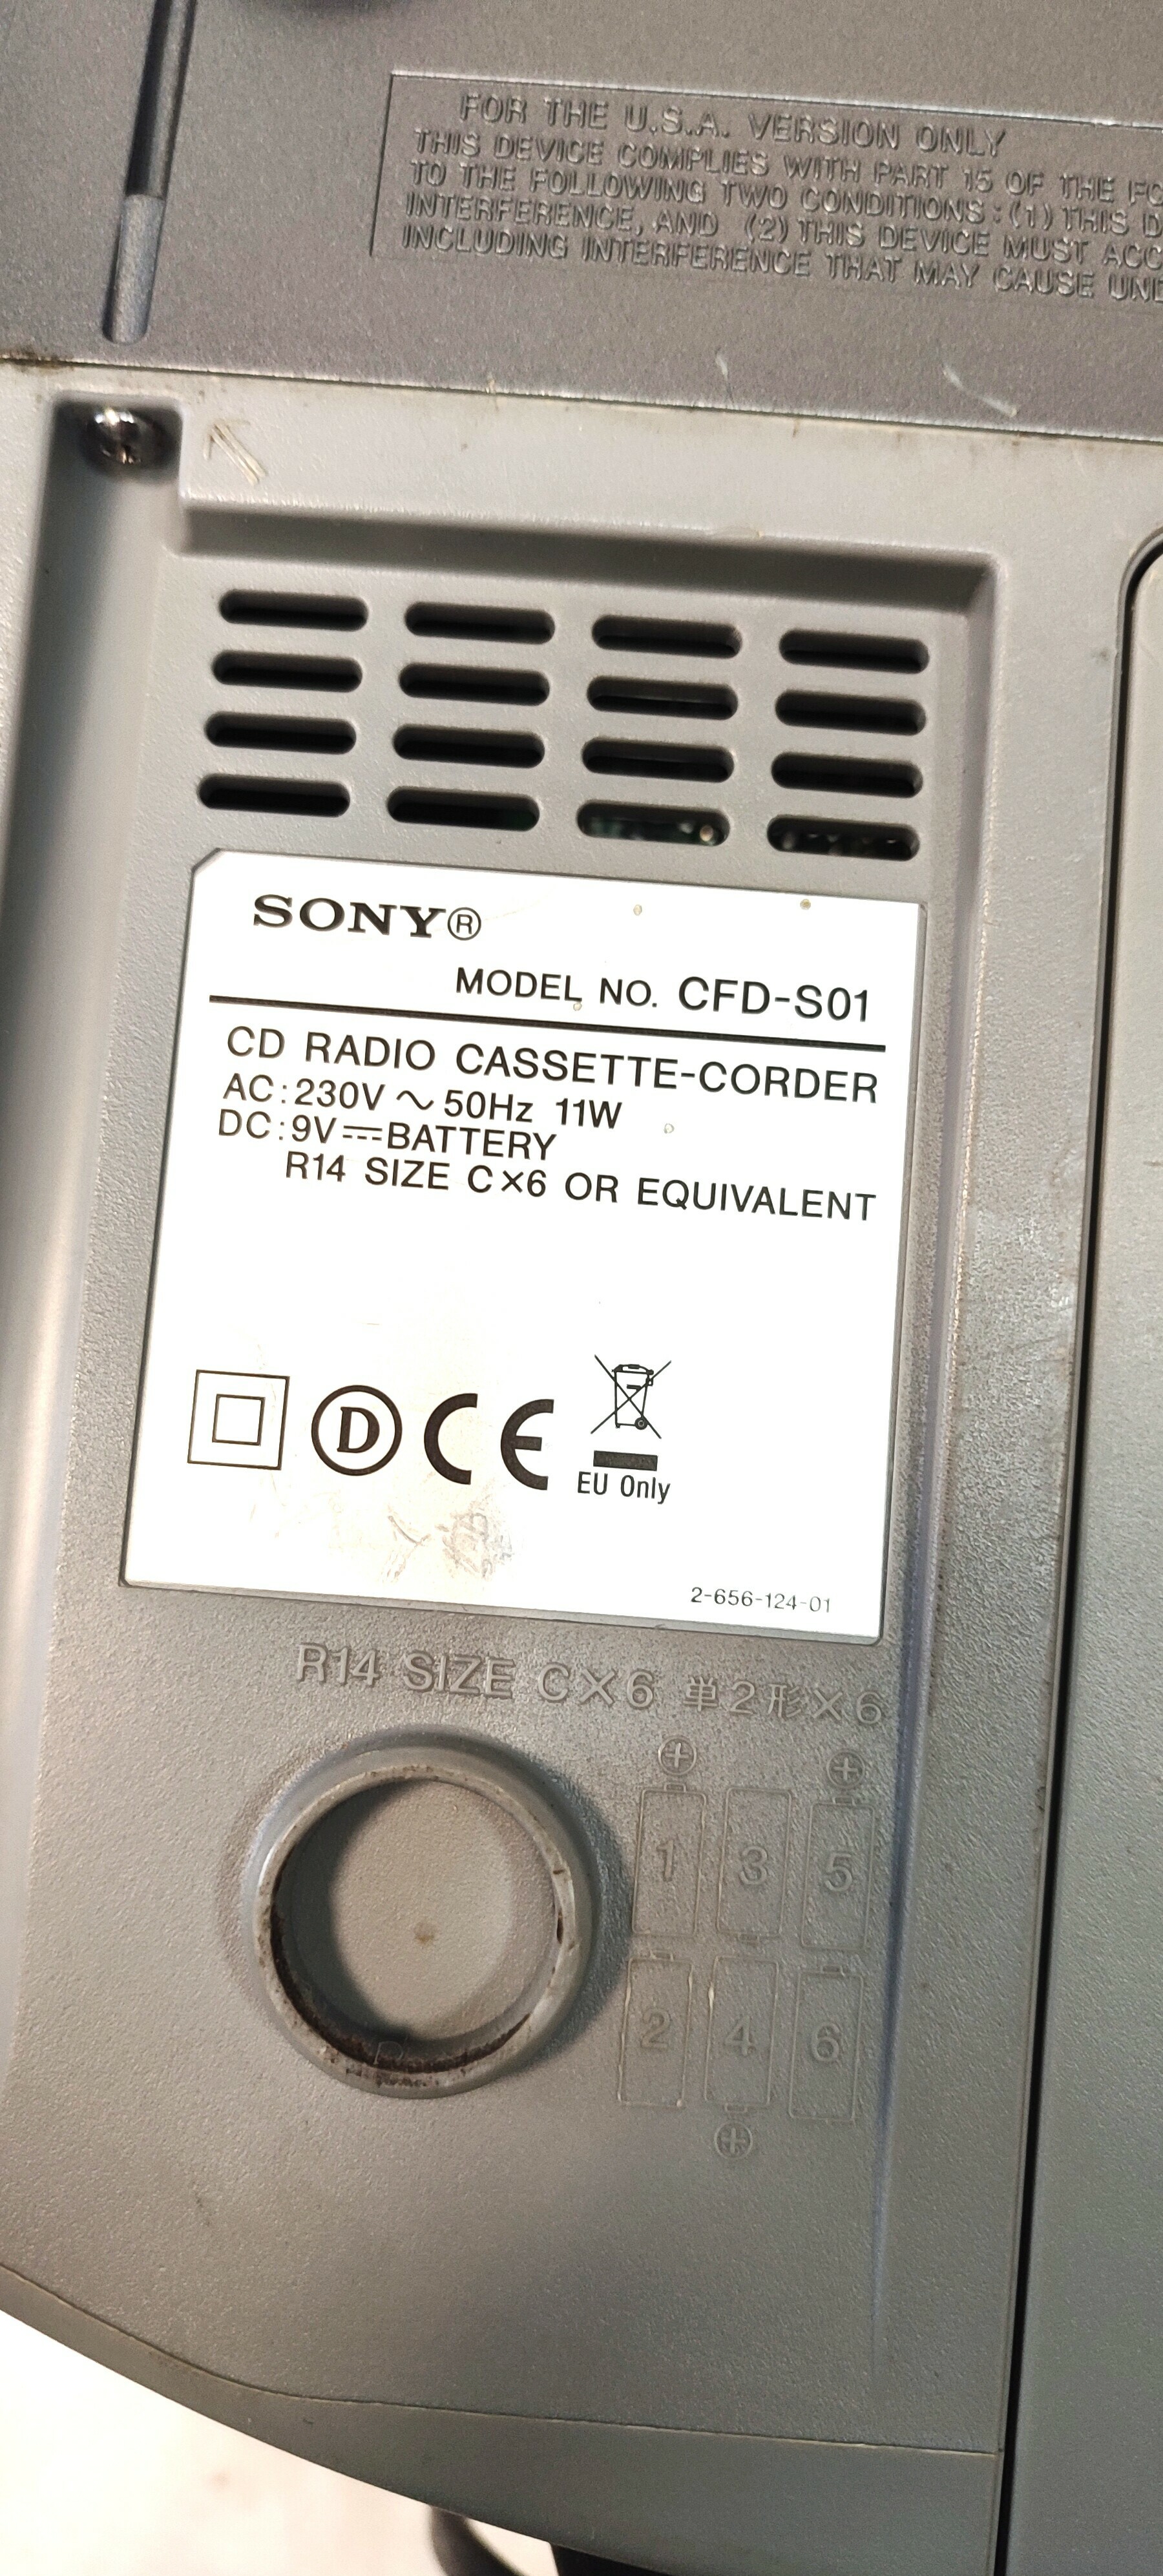 FOR THE U.S.A. VERSION ONLY
THIS DEVICE COMPLIES WITH PART 15 OF THE FC
TO THE FOLLOWING TWO CONDITIONS : (1) THIS D
INTERFERENCE, AND (2) THIS DEVICE MUST ACC
INCLUDING INTERFERENCE THAT MAY CAUSE UND
SONY®
MODEL NO. CFD-S01
CD RADIO CASSETTE-CORDER
AC : 230V ~ 50Hz 11W
DC : 9V ⎓ BATTERY
R14 SIZE C×6 OR EQUIVALENT
D CE
EU Only
2-656-124-01
R14 SIZE C×6 単2形×6
+ +
1 3 5
2 4 6
+